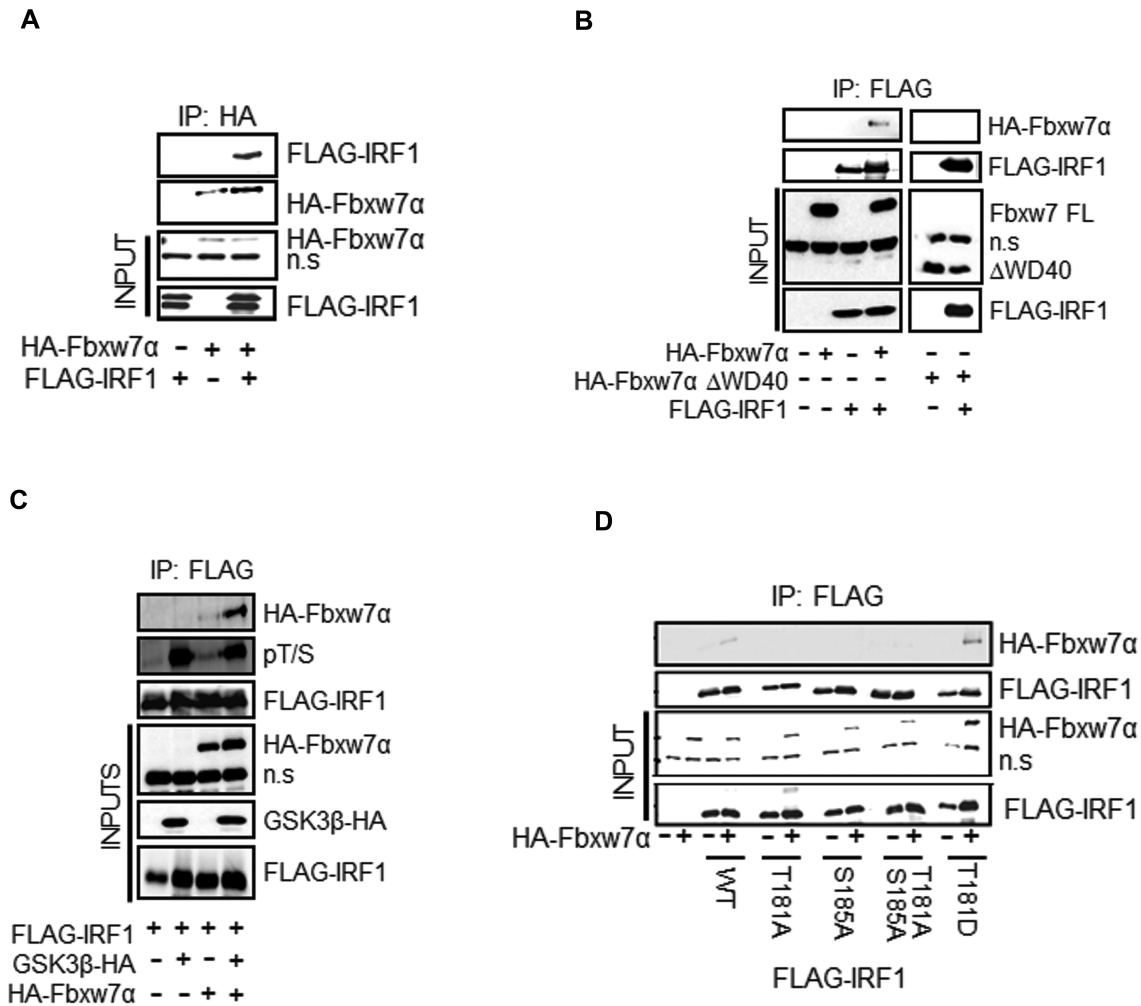 A
IP: HA
FLAG-IRF1
HA-Fbxw7α
HA-Fbxw7α
n.s
FLAG-IRF1
INPUT
HA-Fbxw7α - + +
FLAG-IRF1 + - +
B
IP: FLAG
HA-Fbxw7α
FLAG-IRF1
Fbxw7 FL
n.s
ΔWD40
FLAG-IRF1
INPUT
HA-Fbxw7α - + - + - -
HA-Fbxw7α ΔWD40 - - - - + +
FLAG-IRF1 - - + + - +
C
IP: FLAG
HA-Fbxw7α
pT/S
FLAG-IRF1
HA-Fbxw7α
n.s
GSK3β-HA
FLAG-IRF1
INPUTS
FLAG-IRF1 + + + +
GSK3β-HA - + - +
HA-Fbxw7α - - + +
D
IP: FLAG
HA-Fbxw7α
FLAG-IRF1
HA-Fbxw7α
n.s
FLAG-IRF1
INPUT
HA-Fbxw7α - + - + - + - + - + - +
WT
T181A
S185A
T181A
S185A
T181D
FLAG-IRF1